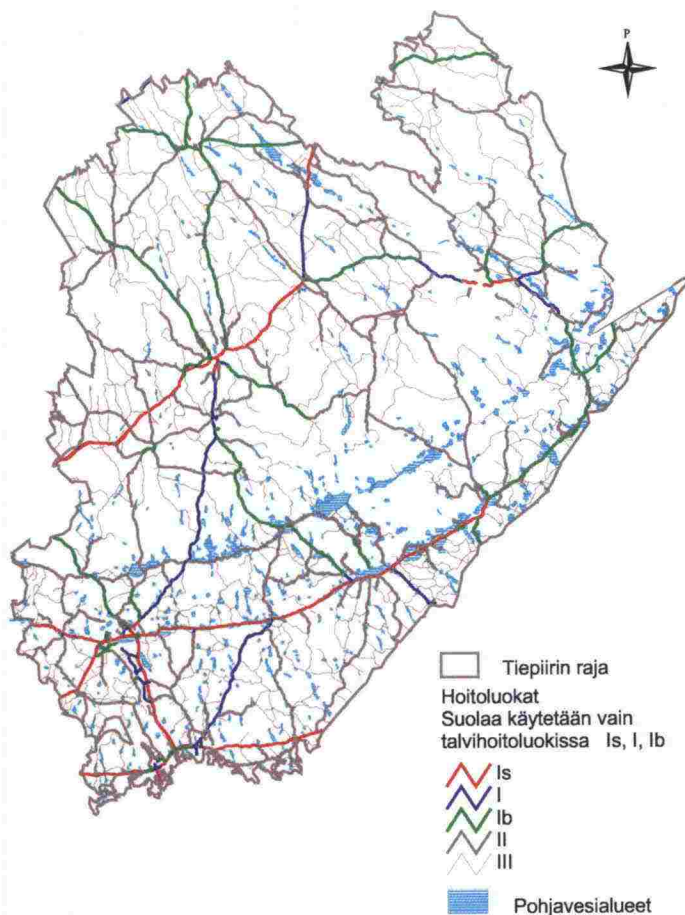 P
Tiepiirin raja
Hoitoluokat
Suolaa käytetään vain
talvihoitoluokissa Is, I, Ib
Is
I
Ib
II
III
Pohjavesialueet